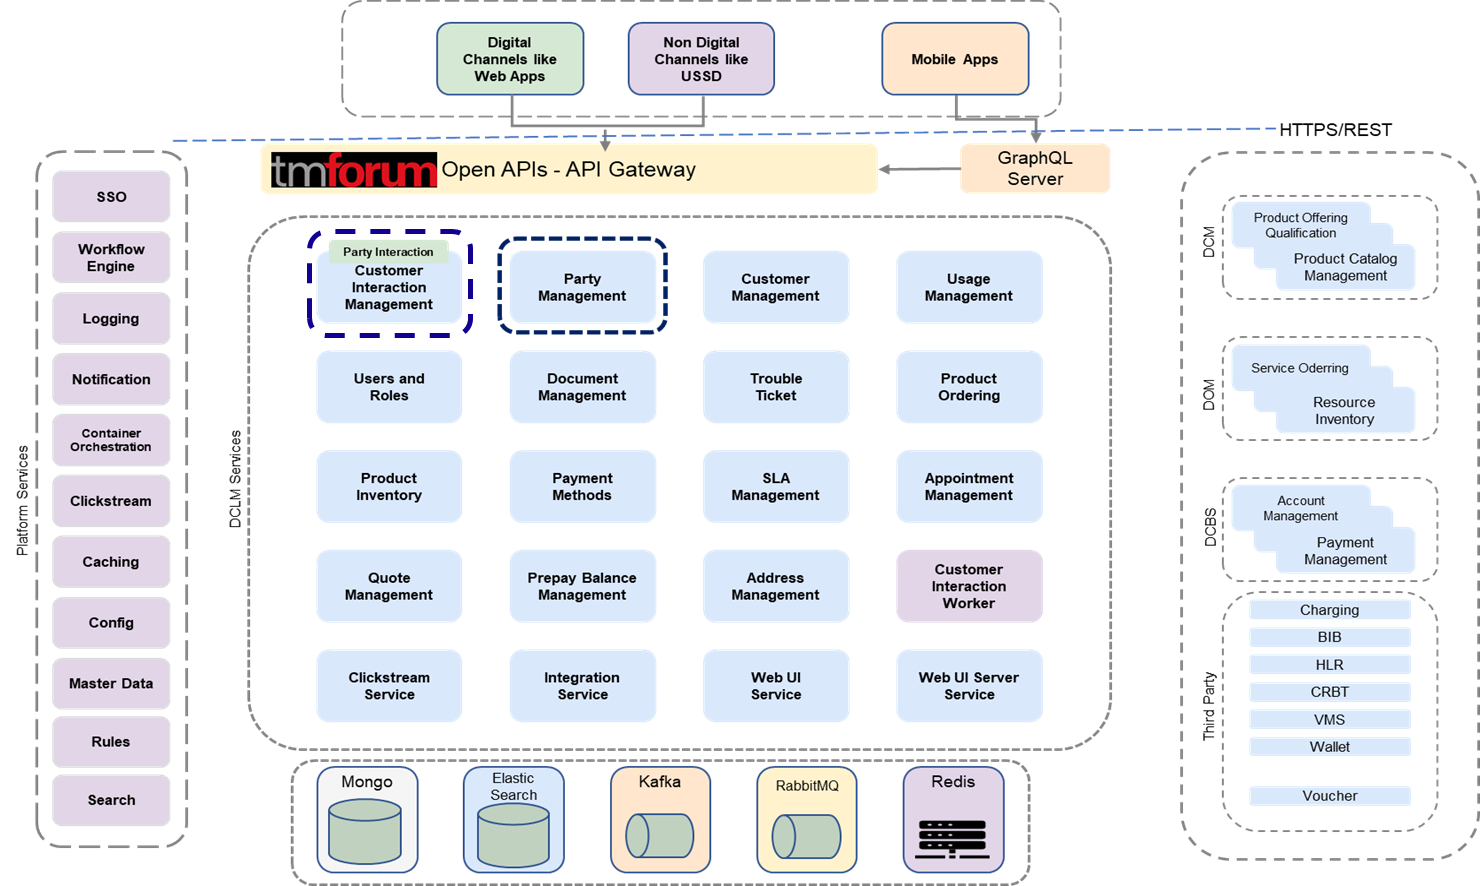 Digital
Channels like
Web Apps
Non Digital
Channels like
USSD
Mobile Apps
HTTPS/REST
tmforum Open APIs - API Gateway
GraphQL
Server
Platform Services
SSO
Workflow
Engine
Logging
Notification
Container
Orchestration
Clickstream
Caching
Config
Master Data
Rules
Search
DCLM Services
Party Interaction
Customer
Interaction
Management
Party
Management
Customer
Management
Usage
Management
Users and
Roles
Document
Management
Trouble
Ticket
Product
Ordering
Product
Inventory
Payment
Methods
SLA
Management
Appointment
Management
Quote
Management
Prepay Balance
Management
Address
Management
Customer
Interaction
Worker
Clickstream
Service
Integration
Service
Web UI
Service
Web UI Server
Service
Mongo
Elastic
Search
Kafka
RabbitMQ
Redis
DCM
Product Offering
Qualification
Product Catalog
Management
DOM
Service Oderring
Resource
Inventory
DCBS
Account
Management
Payment
Management
Third Party
Charging
BIB
HLR
CRBT
VMS
Wallet
Voucher